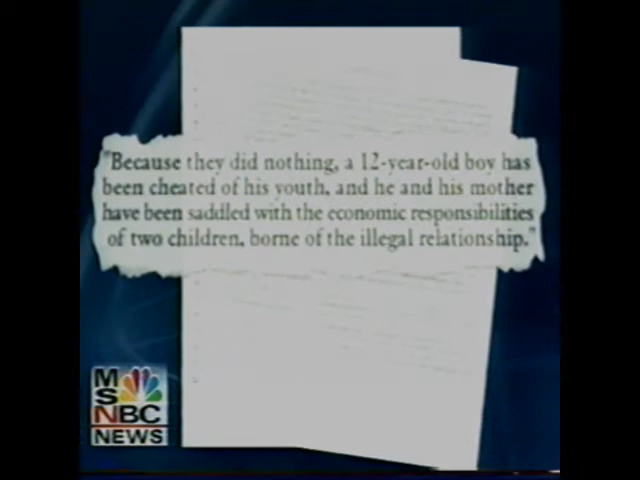 "Because they did nothing, a 12-year-old boy has
been cheated of his youth, and he and his mother
have been saddled with the economic responsibilities
of two children, borne of the illegal relationship."
MSNBC
NEWS